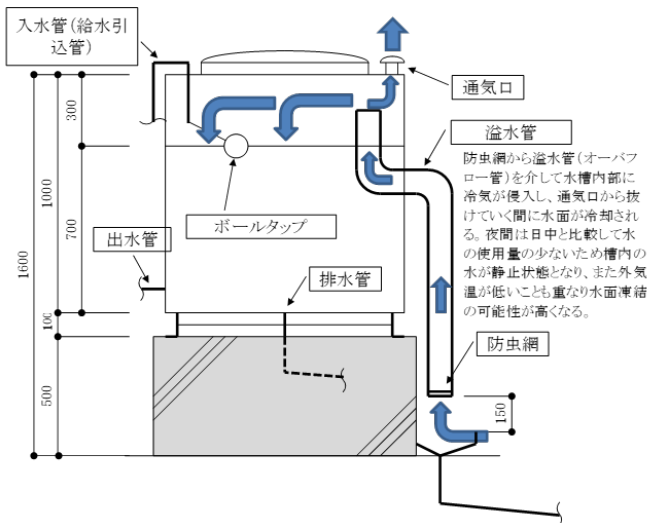 入水管(給水引
込管)
通気口
溢水管
防虫網から溢水管(オーバフ
ロー管)を介して水槽内部に
冷気が侵入し、通気口から抜
けていく間に水面が冷却され
る。夜間は日中と比較して水
の使用量の少ないため槽内の
水が静止状態となり、また外気
温が低いことも重なり水面凍結
の可能性が高くなる。
ボールタップ
出水管
排水管
防虫網
300
1000
700
1600
100
500
150